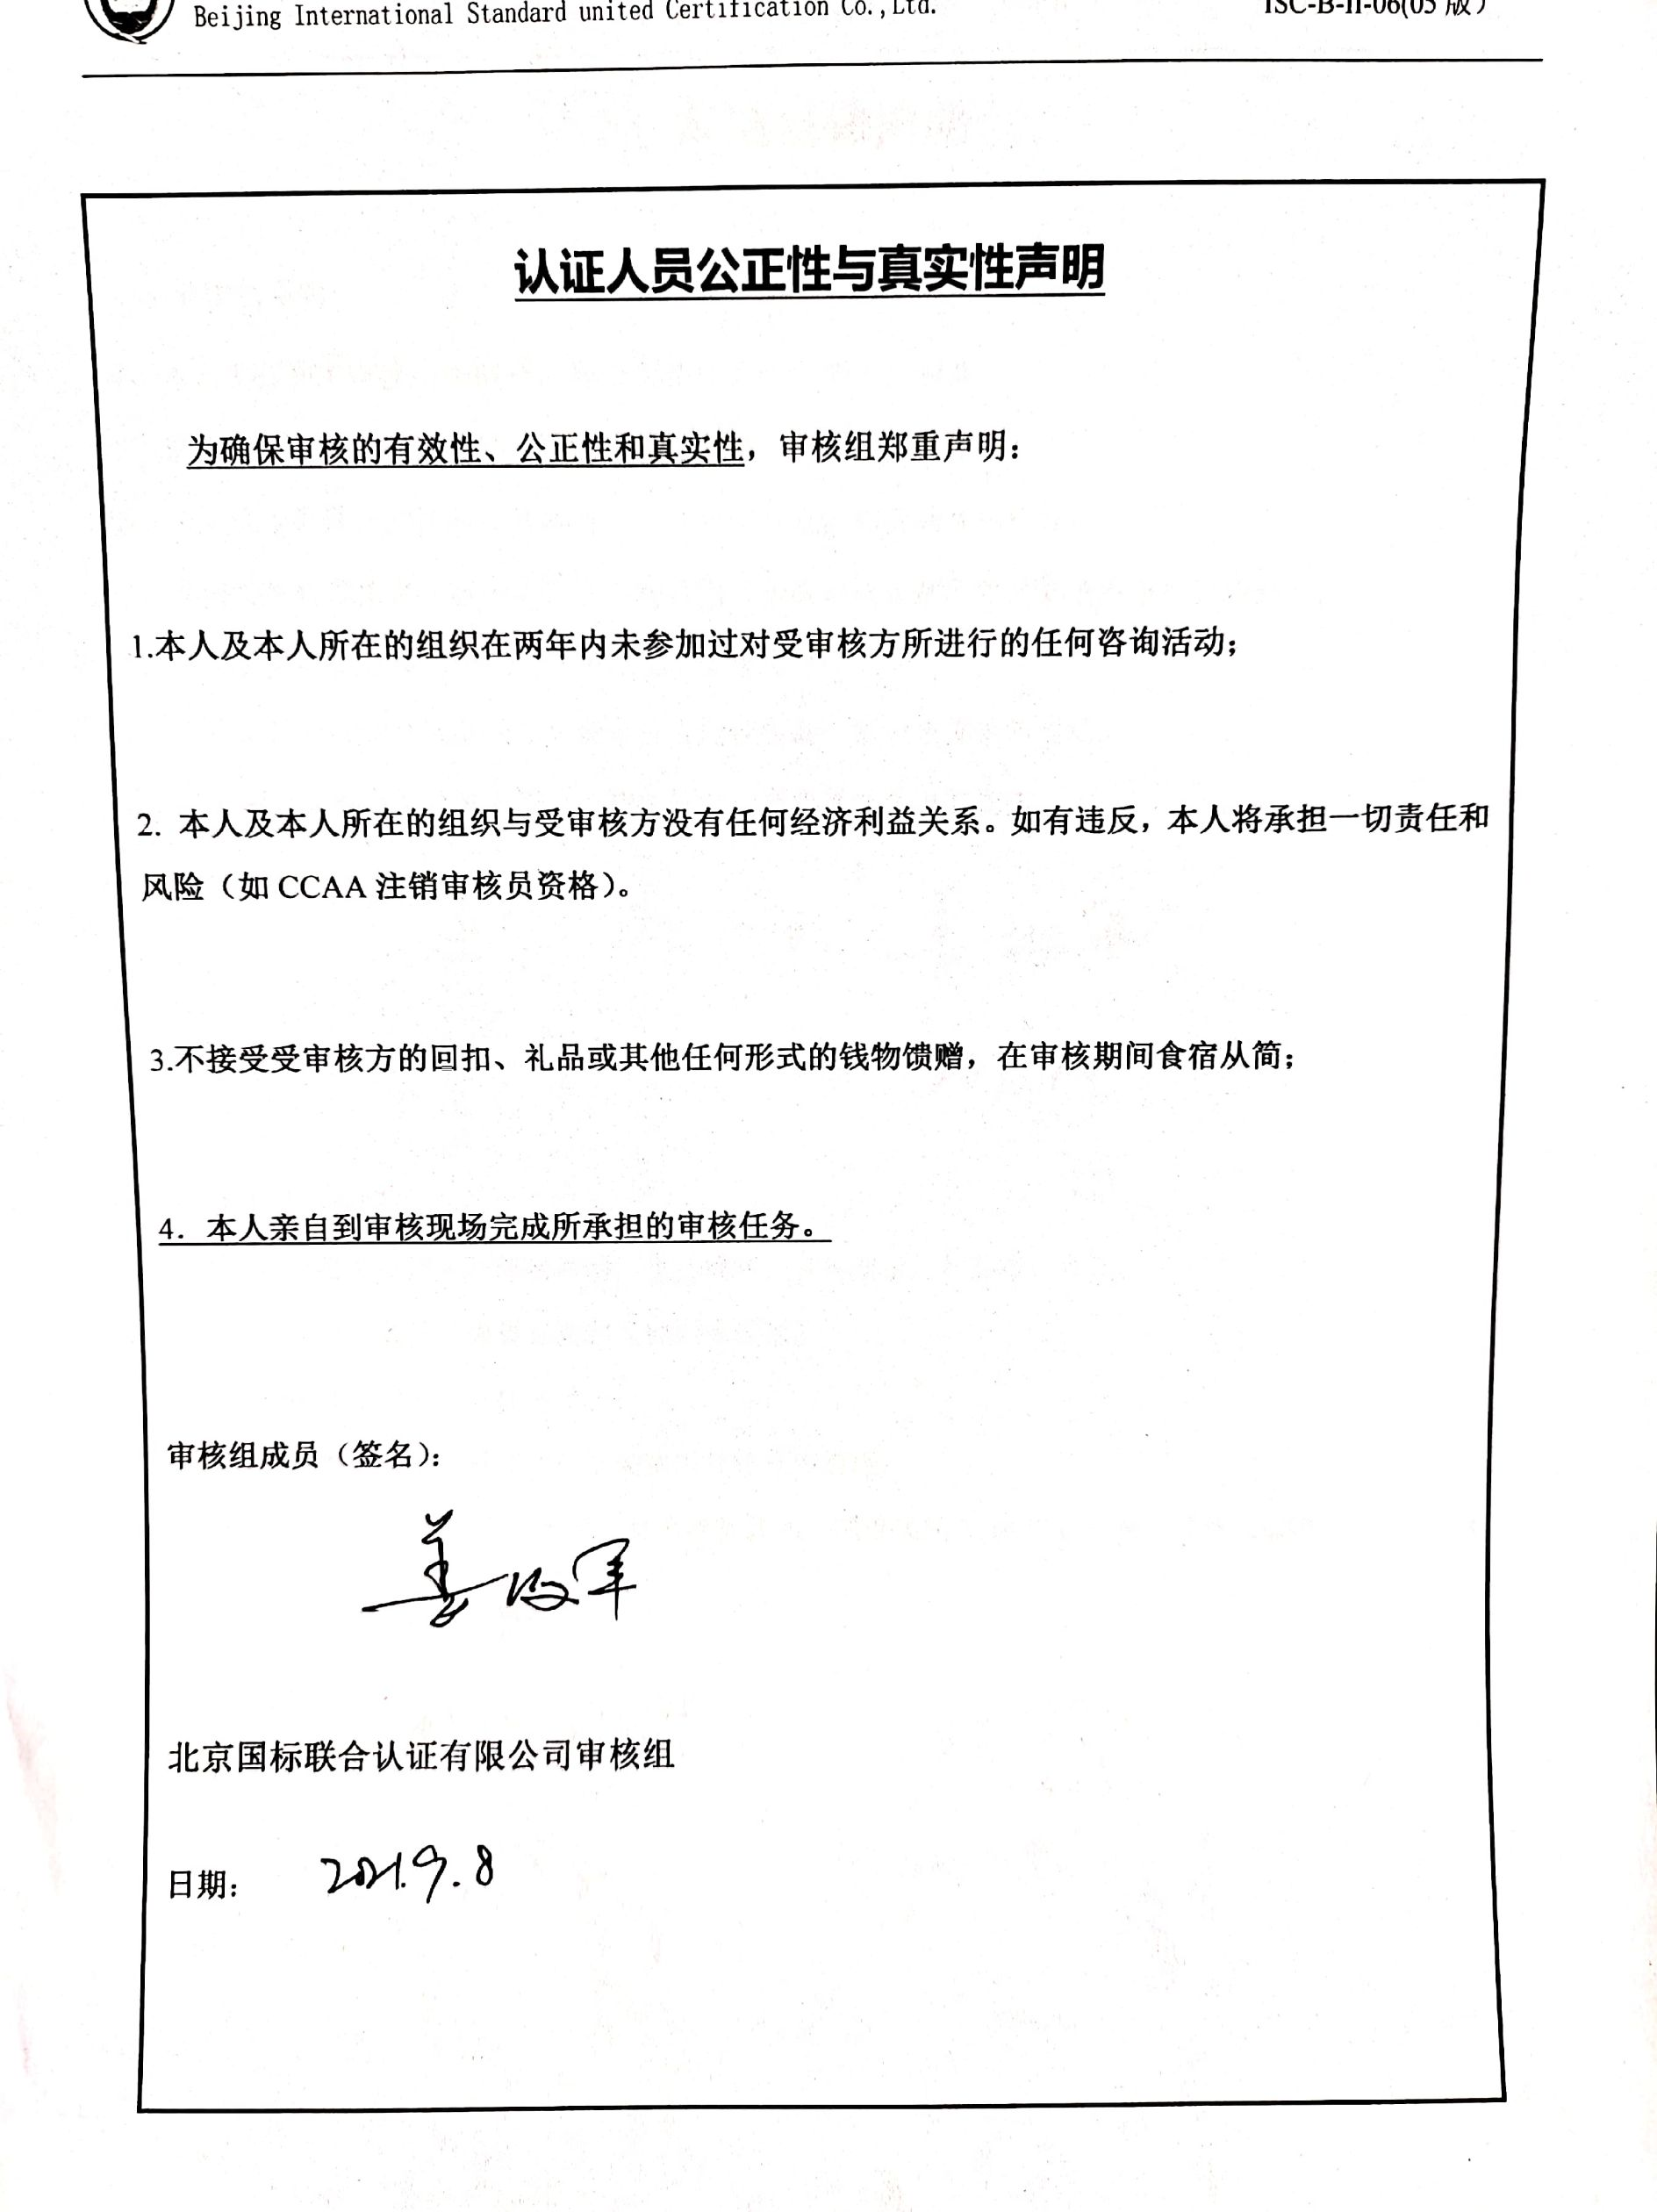 Beijing International Standard united Certification Co.,Ltd.
ISC-B-II-06(05版)
认证人员公正性与真实性声明
为确保审核的有效性、公正性和真实性，审核组郑重声明：
1.本人及本人所在的组织在两年内未参加过对受审核方所进行的任何咨询活动；
2. 本人及本人所在的组织与受审核方没有任何经济利益关系。如有违反，本人将承担一切责任和
风险（如 CCAA 注销审核员资格）。
3.不接受受审核方的回扣、礼品或其他任何形式的钱物馈赠，在审核期间食宿从简；
4. 本人亲自到审核现场完成所承担的审核任务。
审核组成员（签名）：
北京国标联合认证有限公司审核组
日期： 2021.9.8